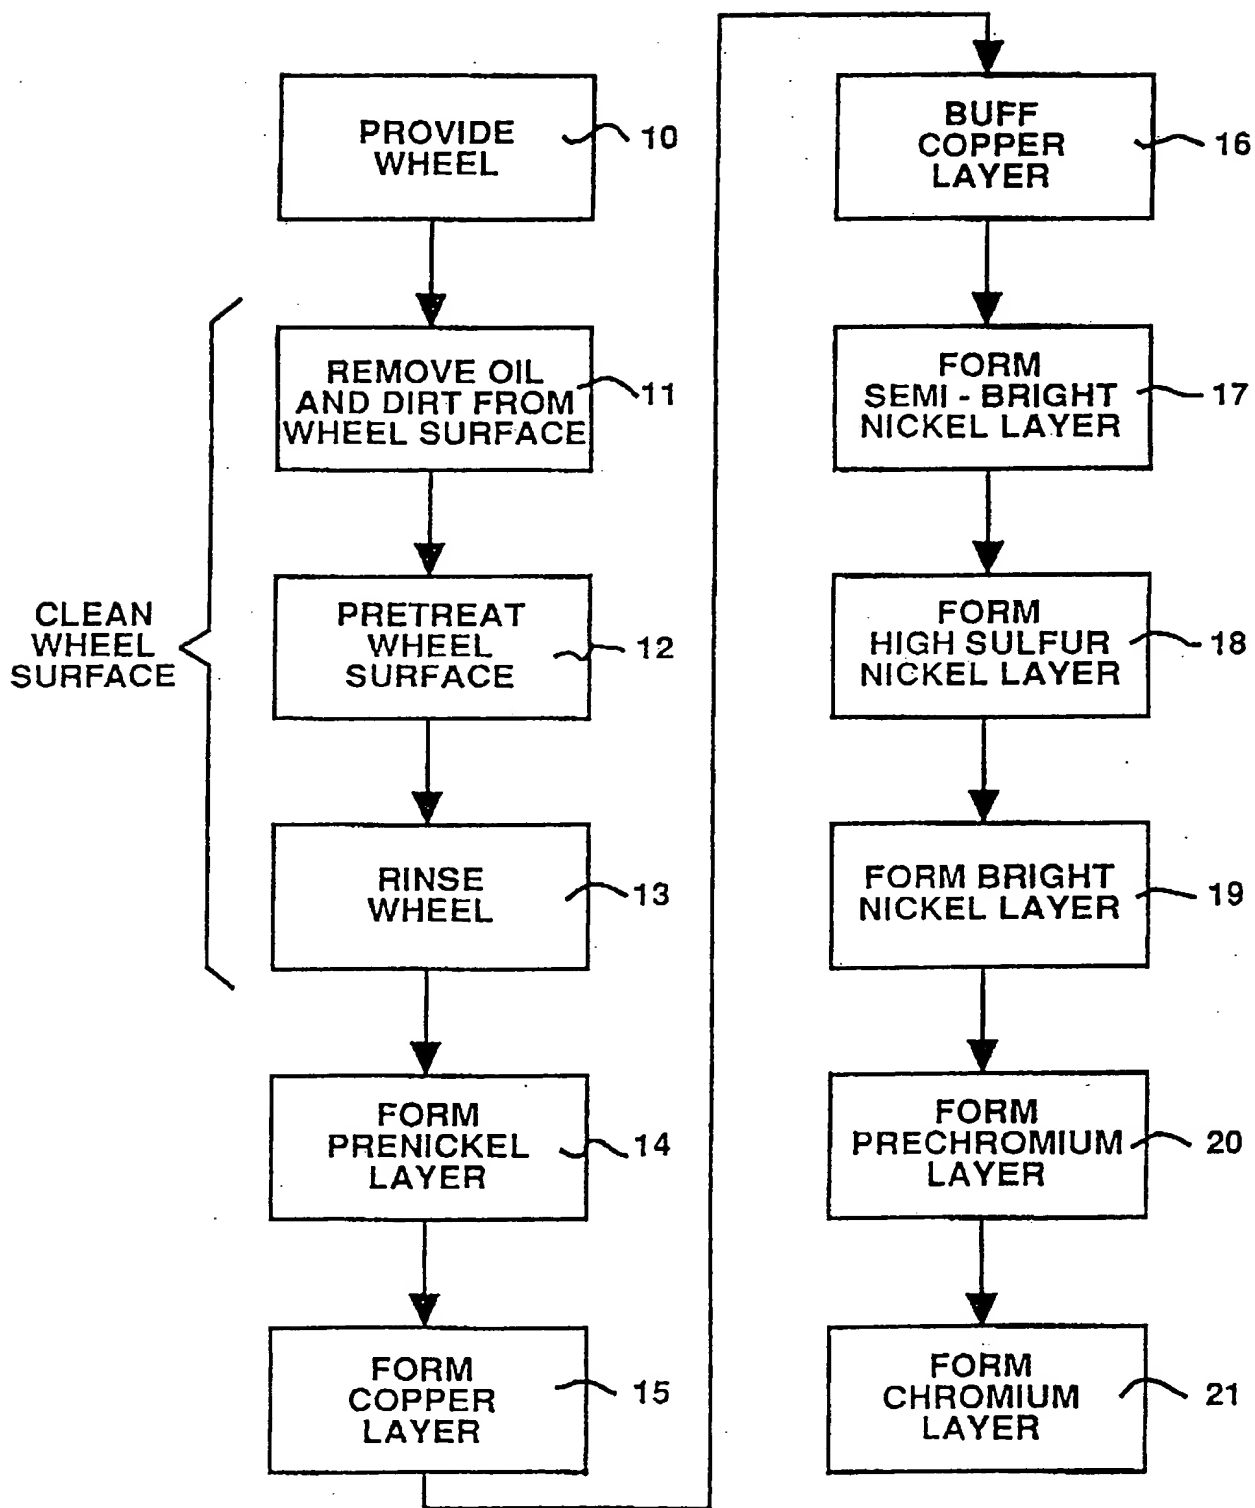 PROVIDE
WHEEL
10
REMOVE OIL
AND DIRT FROM
WHEEL SURFACE
11
CLEAN
WHEEL
SURFACE
PRETREAT
WHEEL
SURFACE
12
RINSE
WHEEL
13
FORM
PRENICKEL
LAYER
14
FORM
COPPER
LAYER
15
BUFF
COPPER
LAYER
16
FORM
SEMI - BRIGHT
NICKEL LAYER
17
FORM
HIGH SULFUR
NICKEL LAYER
18
FORM BRIGHT
NICKEL LAYER
19
FORM
PRECHROMIUM
LAYER
20
FORM
CHROMIUM
LAYER
21